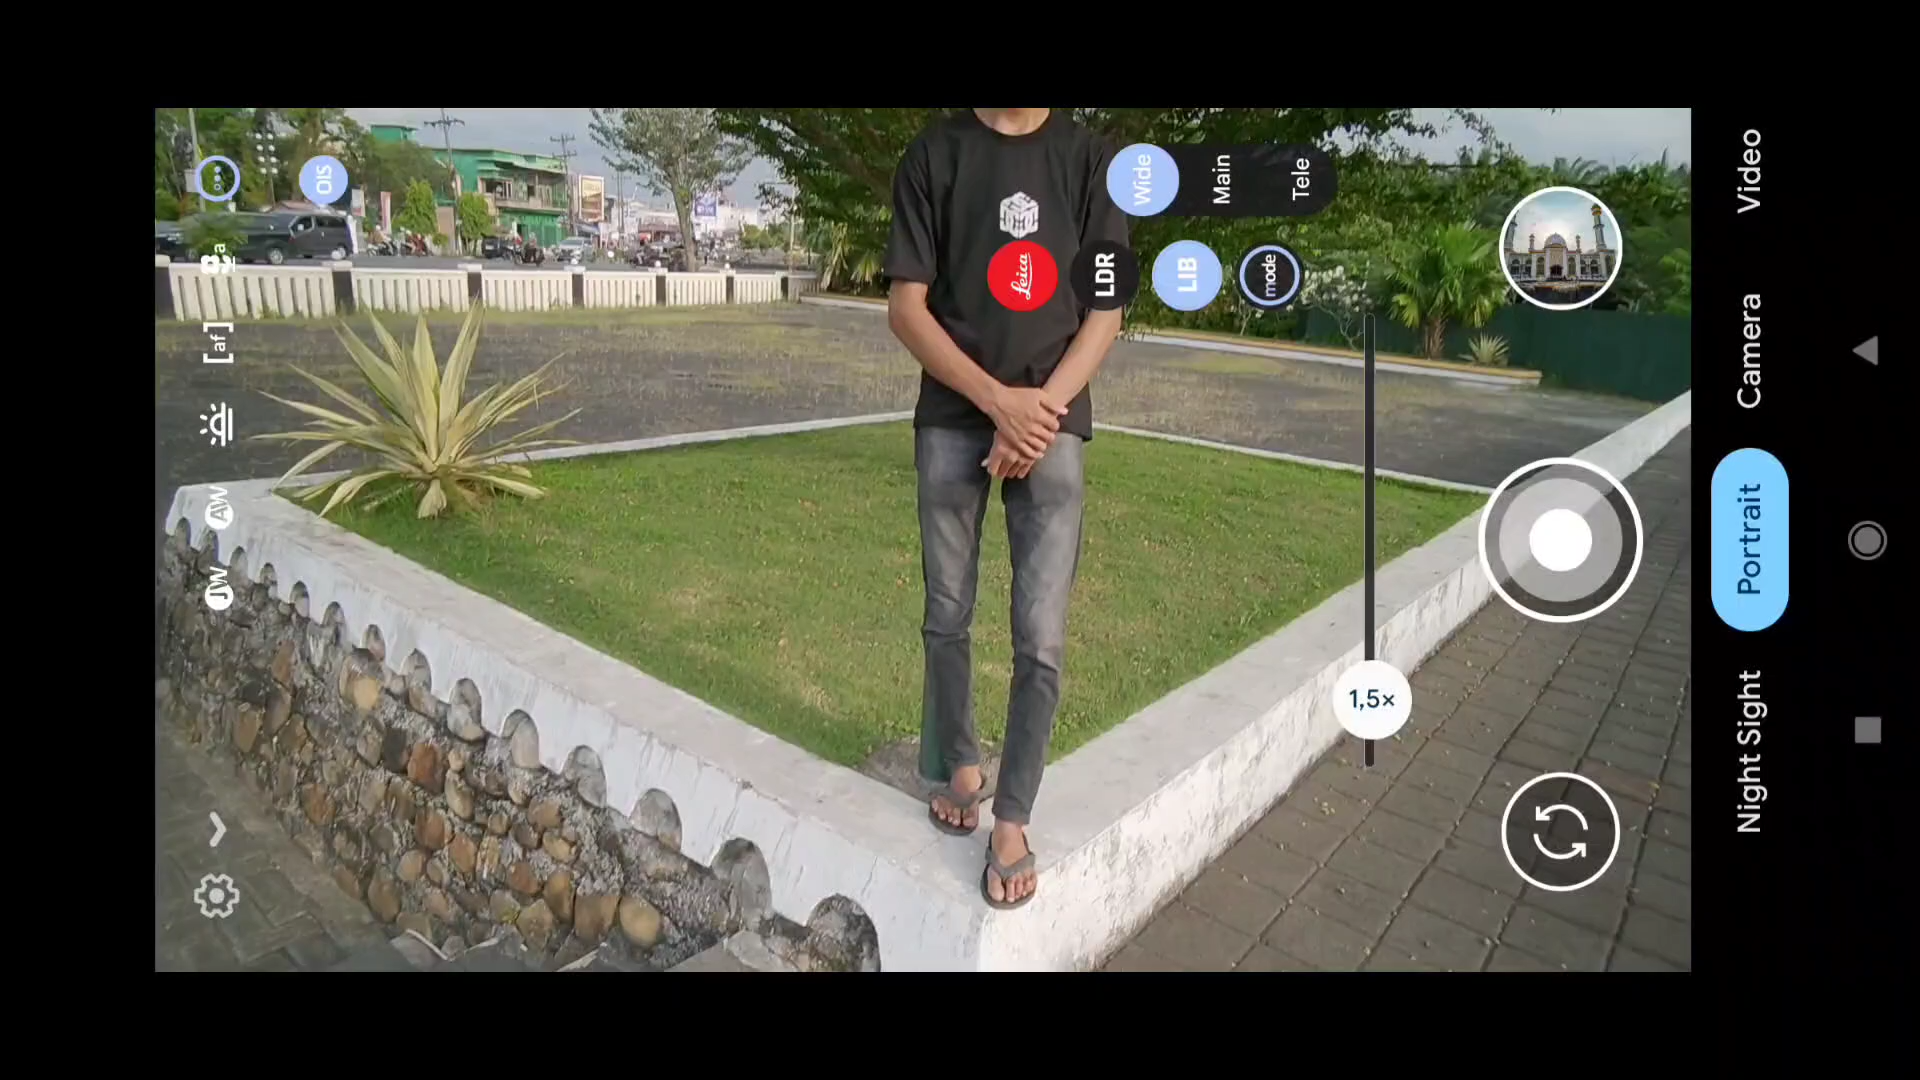 OIS
Wide
Main
Tele
Leica
LDR
LIB
mode
a
[af]
AW
JW
1,5×
Video
Camera
Portrait
Night Sight